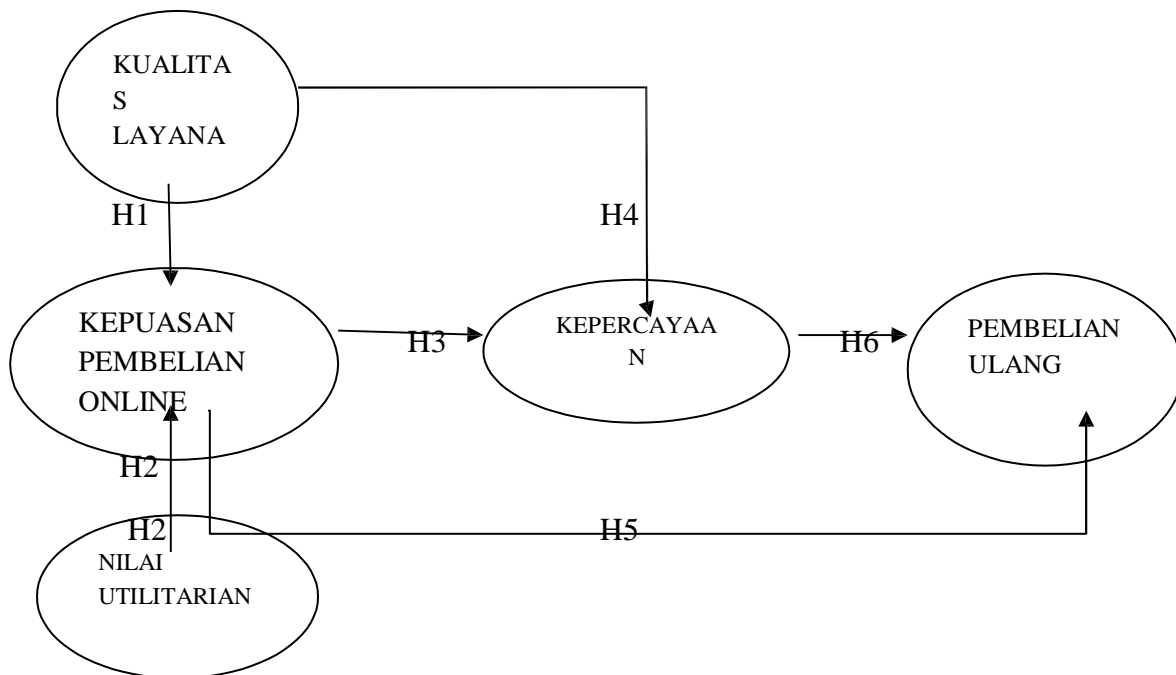 KUALITA
S
LAYANA
H1
H4
KEPUASAN
PEMBELIAN
ONLINE
H3
KEPERCAYAA
N
H6
PEMBELIAN
ULANG
H2
H2
H5
NILAI
UTILITARIAN